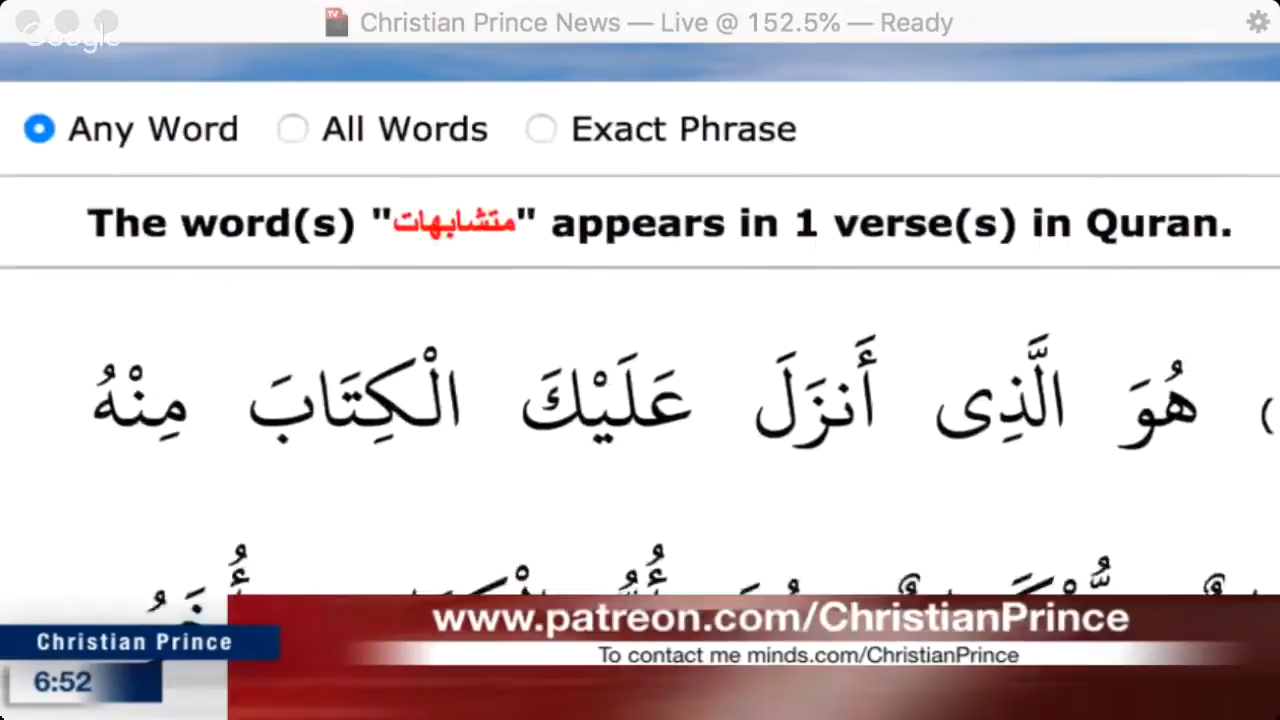 Christian Prince News — Live @ 152.5% — Ready
Google
Any Word All Words Exact Phrase
The word(s) "متشابهات" appears in 1 verse(s) in Quran.
هُوَ الَّذِى أَنزَلَ عَلَيْكَ الْكِتَابَ مِنْهُ
www.patreon.com/ChristianPrince
Christian Prince
To contact me minds.com/ChristianPrince
6:52